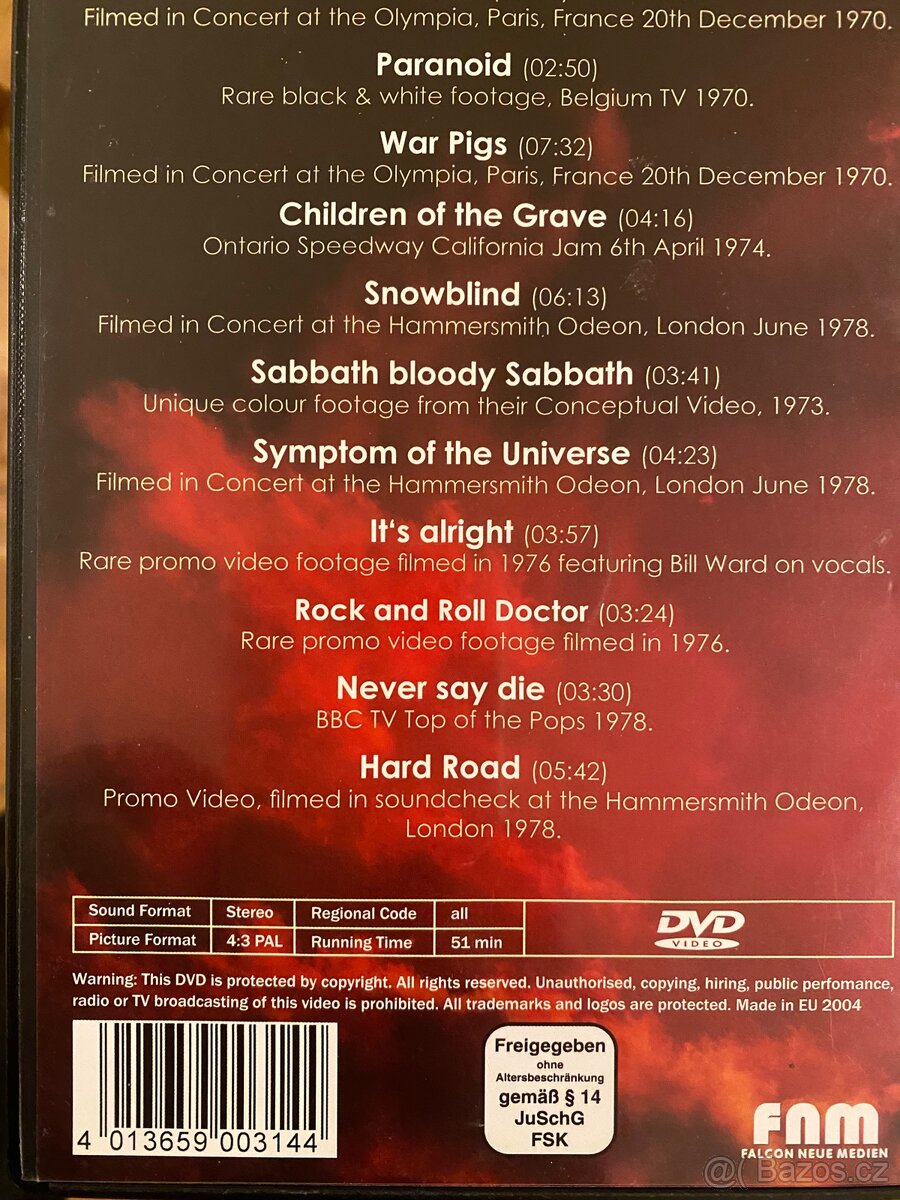 Filmed in Concert at the Olympia, Paris, France 20th December 1970.
Paranoid (02:50)
Rare black & white footage, Belgium TV 1970.
War Pigs (07:32)
Filmed in Concert at the Olympia, Paris, France 20th December 1970.
Children of the Grave (04:16)
Ontario Speedway California Jam 6th April 1974.
Snowblind (06:13)
Filmed in Concert at the Hammersmith Odeon, London June 1978.
Sabbath bloody Sabbath (03:41)
Unique colour footage from their Conceptual Video, 1973.
Symptom of the Universe (04:23)
Filmed in Concert at the Hammersmith Odeon, London June 1978.
It‘s alright (03:57)
Rare promo video footage filmed in 1976 featuring Bill Ward on vocals.
Rock and Roll Doctor (03:24)
Rare promo video footage filmed in 1976.
Never say die (03:30)
BBC TV Top of the Pops 1978.
Hard Road (05:42)
Promo Video, filmed in soundcheck at the Hammersmith Odeon,
London 1978.
Sound Format Stereo Regional Code all
Picture Format 4:3 PAL Running Time 51 min
DVD
VIDEO
Warning: This DVD is protected by copyright. All rights reserved. Unauthorised, copying, hiring, public perfomance,
radio or TV broadcasting of this video is prohibited. All trademarks and logos are protected. Made in EU 2004
4 013659 003144
Freigegeben
ohne
Altersbeschränkung
gemäß § 14
JuSchG
FSK
fnm
FALCON NEUE MEDIEN
@ Bazos.cz